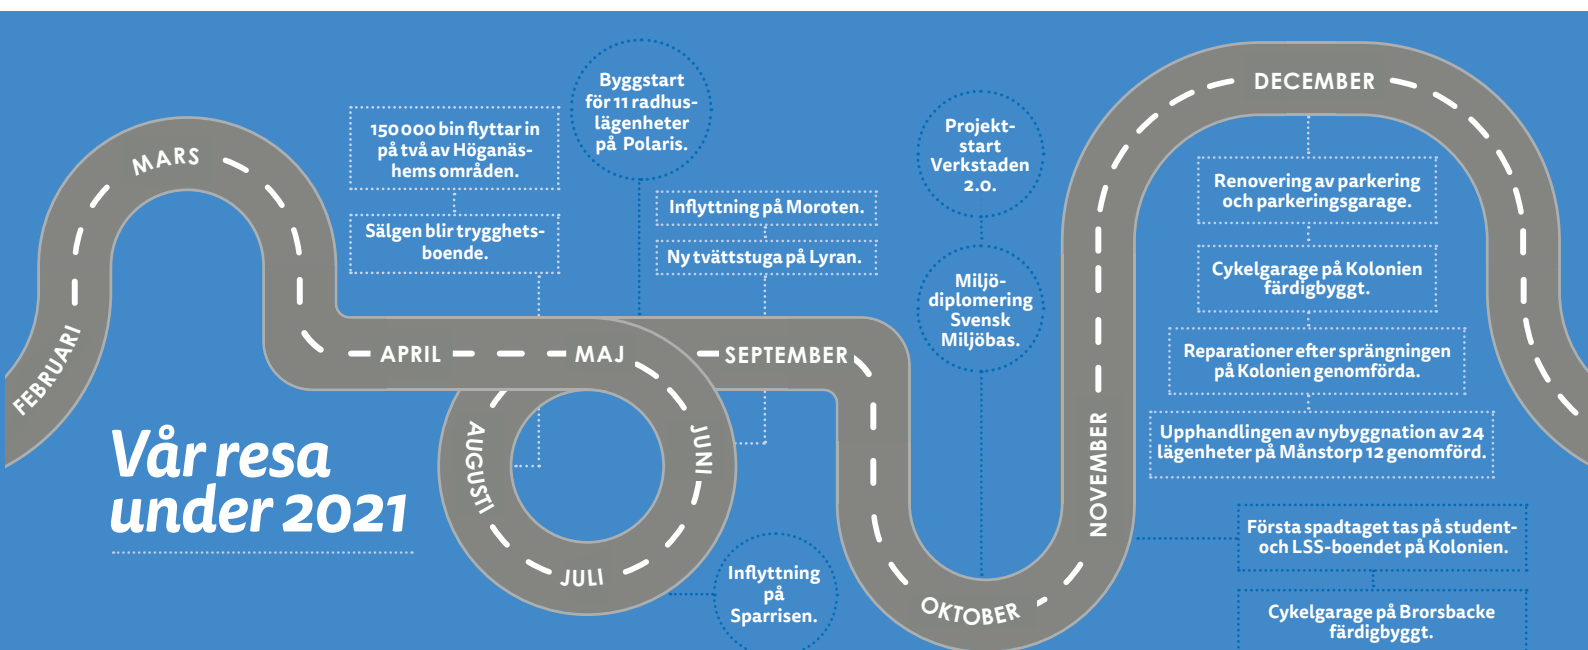 Vår resa
under 2021
FEBRUARI
MARS
APRIL
MAJ
JUNI
JULI
AUGUSTI
SEPTEMBER
OKTOBER
NOVEMBER
DECEMBER
150 000 bin flyttar in
på två av Höganäs-
hems områden.
Sälgen blir trygghets-
boende.
Byggstart
för 11 radhus-
lägenheter
på Polaris.
Inflyttning på Moroten.
Ny tvättstuga på Lyran.
Inflyttning
på
Sparrisen.
Projekt-
start
Verkstaden
2.0.
Miljö-
diplomering
Svensk
Miljöbas.
Renovering av parkering
och parkeringsgarage.
Cykelgarage på Kolonien
färdigbyggt.
Reparationer efter sprängningen
på Kolonien genomförda.
Upphandlingen av nybyggnation av 24
lägenheter på Månstorp 12 genomförd.
Första spadtaget tas på student-
och LSS-boendet på Kolonien.
Cykelgarage på Brorsbacke
färdigbyggt.